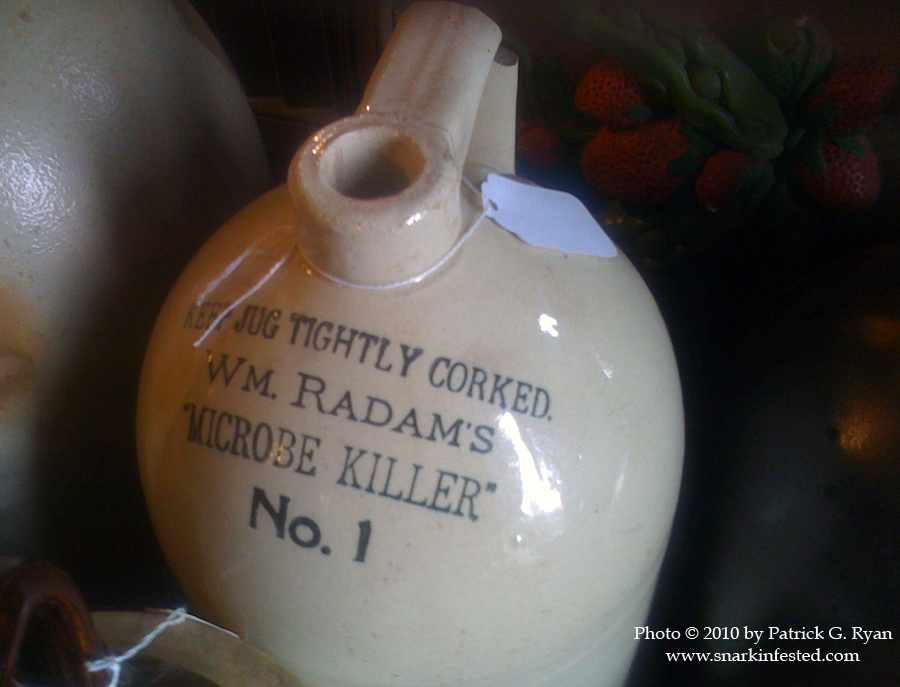 KEEP JUG TIGHTLY CORKED.
WM. RADAM'S
"MICROBE KILLER"
No. 1
Photo © 2010 by Patrick G. Ryan
www.snarkinfested.com